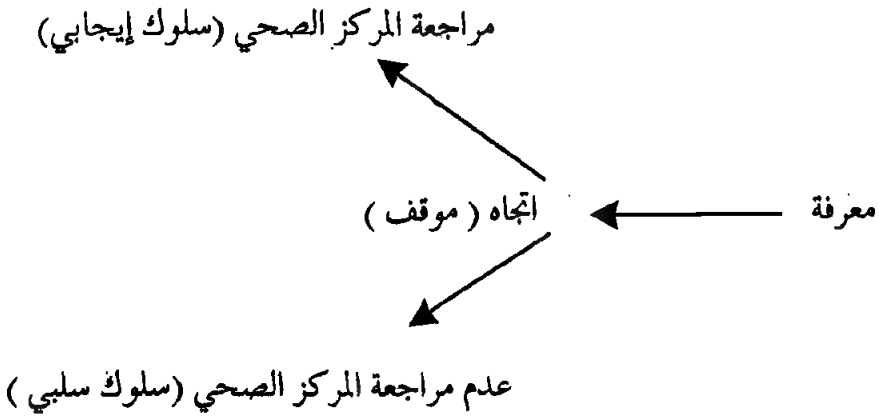 مراجعة المركز الصحي (سلوك إيجابي)
معرفة
اتجاه ( موقف )
عدم مراجعة المركز الصحي (سلوك سلبي )